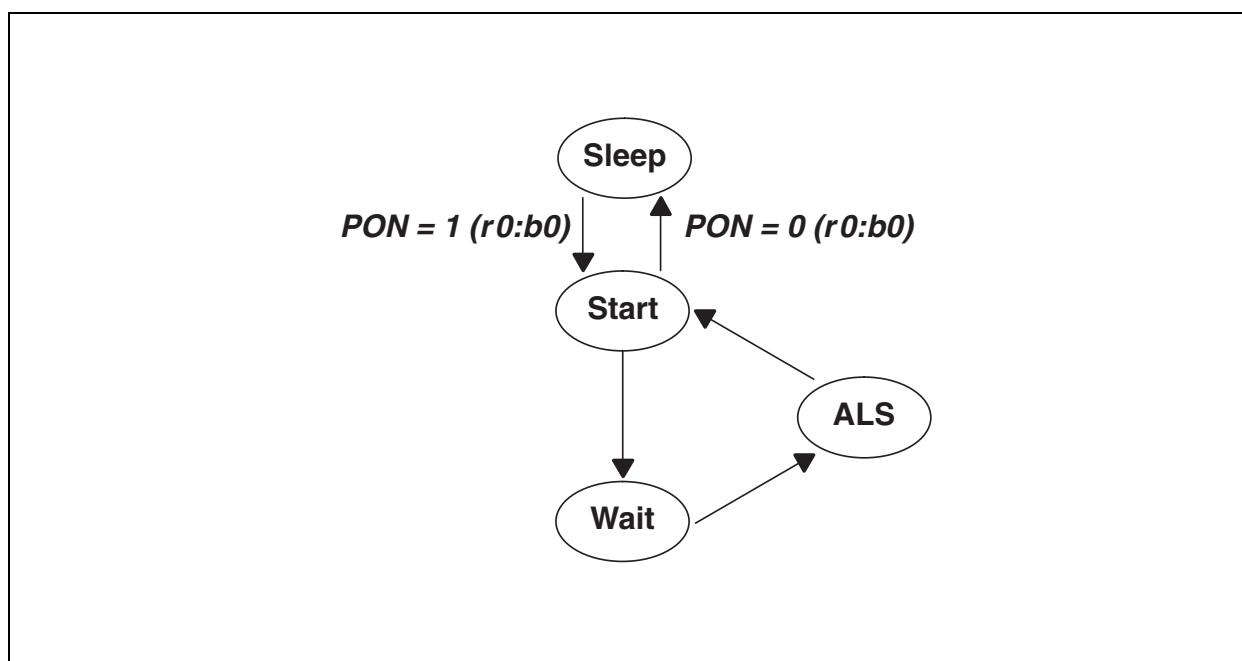 Sleep
PON = 1 (r0:b0)
PON = 0 (r0:b0)
Start
ALS
Wait